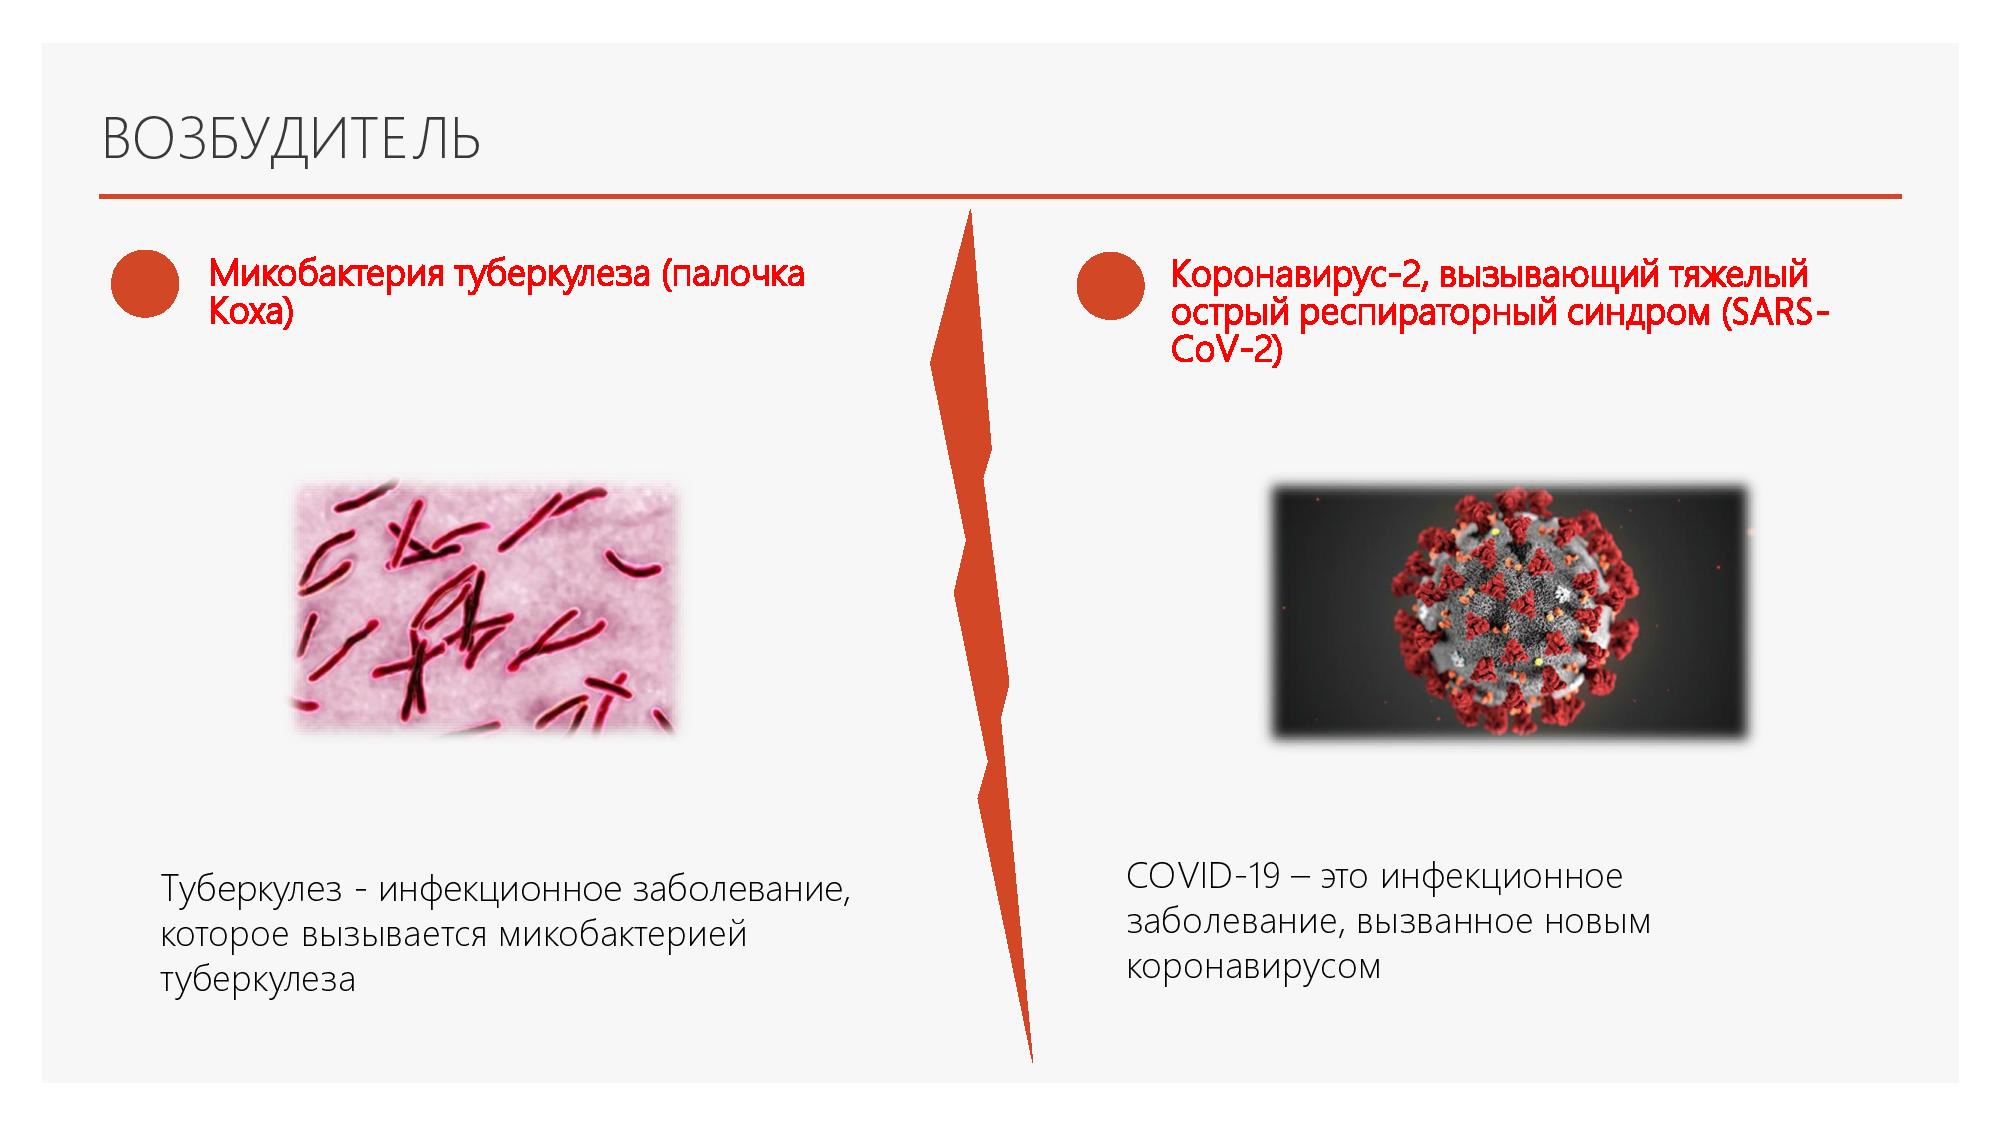 ВОЗБУДИТЕЛЬ
Микобактерия туберкулеза (палочка
Коха)
Коронавирус-2, вызывающий тяжелый
острый респираторный синдром (SARS-
CoV-2)
Туберкулез - инфекционное заболевание,
которое вызывается микобактерией
туберкулеза
COVID-19 – это инфекционное
заболевание, вызванное новым
коронавирусом